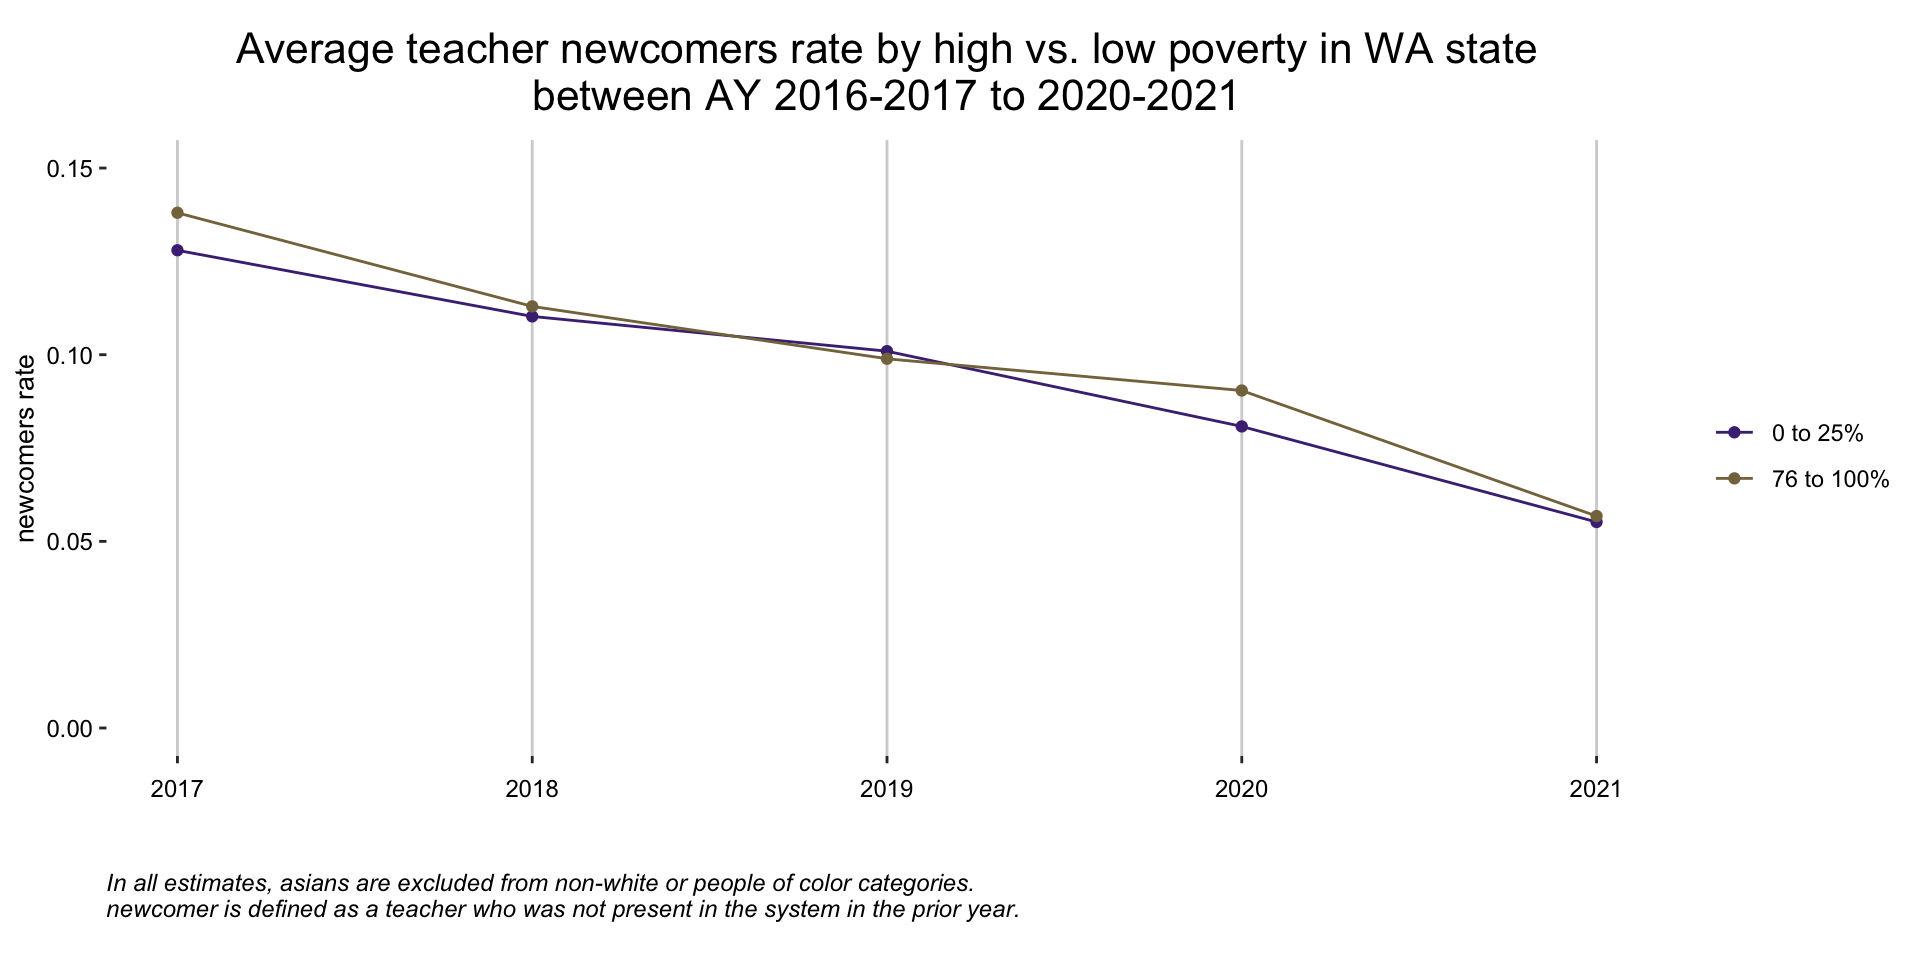 Average teacher newcomers rate by high vs. low poverty in WA state
between AY 2016-2017 to 2020-2021
newcomers rate
0.15
0.10
0.05
0.00
2017
2018
2019
2020
2021
0 to 25%
76 to 100%
In all estimates, asians are excluded from non-white or people of color categories.
newcomer is defined as a teacher who was not present in the system in the prior year.